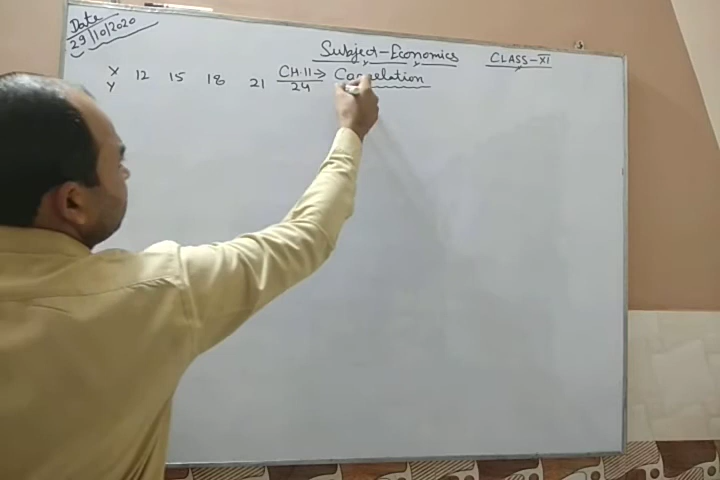 Date
29/10/2020
Subject-Economics CLASS-XI
CH.11→ Correlation
X 12 15 18 21 24
Y